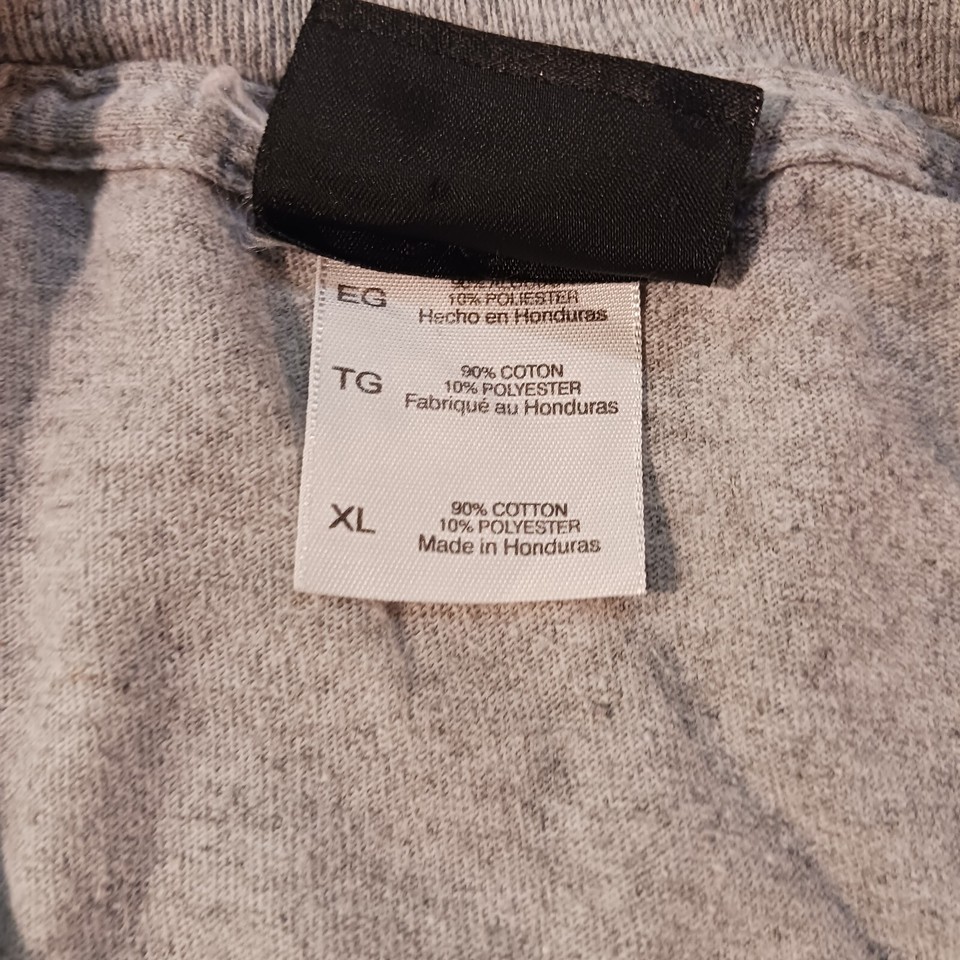 EG
10% POLIESTER
Hecho en Honduras
TG
90% COTON
10% POLYESTER
Fabriqué au Honduras
XL
90% COTTON
10% POLYESTER
Made in Honduras